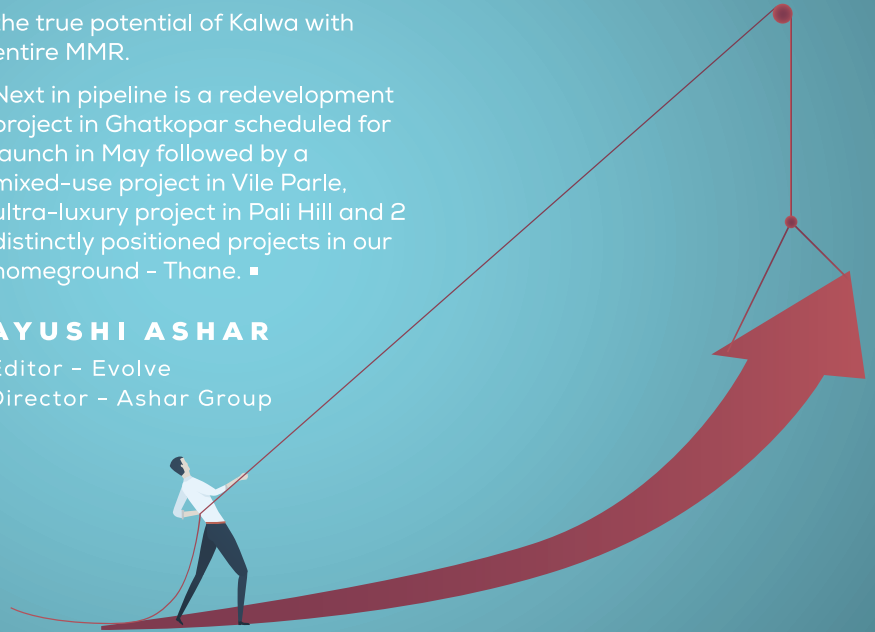 the true potential of Kalwa with
entire MMR.
Next in pipeline is a redevelopment
project in Ghatkopar scheduled for
launch in May followed by a
mixed-use project in Vile Parle,
ultra-luxury project in Pali Hill and 2
distinctly positioned projects in our
homeground - Thane.
AYUSHI ASHAR
Editor - Evolve
Director - Ashar Group